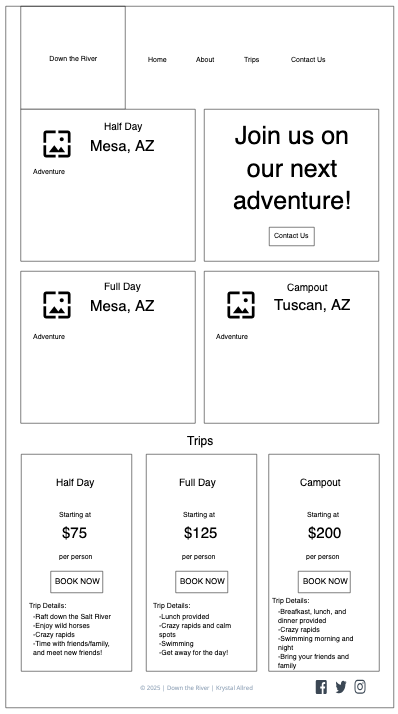 Down the River
Home
About
Trips
Contact Us
Half Day
Mesa, AZ
Adventure
Join us on
our next
adventure!
Contact Us
Full Day
Mesa, AZ
Adventure
Campout
Tuscan, AZ
Adventure
Trips
Half Day
Starting at
$75
per person
BOOK NOW
Trip Details:
-Raft down the Salt River
-Enjoy wild horses
-Crazy rapids
-Time with friends/family,
and meet new friends!
Full Day
Starting at
$125
per person
BOOK NOW
Trip Details:
-Lunch provided
-Crazy rapids and calm
spots
-Swimming
-Get away for the day!
Campout
Starting at
$200
per person
BOOK NOW
Trip Details:
-Breafkast, lunch, and
dinner provided
-Crazy rapids
-Swimming morning and
night
-Bring your friends and
family
© 2025 | Down the River | Krystal Allred